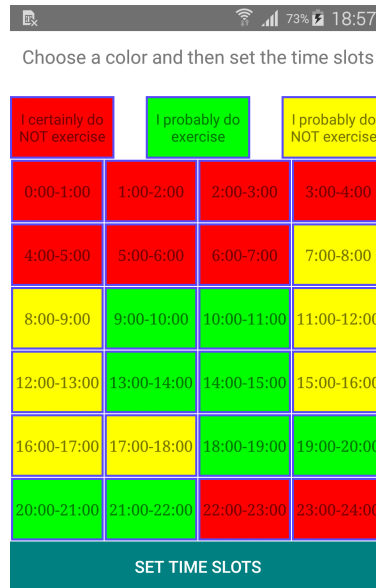 73% 18:57
Choose a color and then set the time slots
I certainly do I probably do I probably do
NOT exercise exercise NOT exercise
0:00-1:00 1:00-2:00 2:00-3:00 3:00-4:00
4:00-5:00 5:00-6:00 6:00-7:00 7:00-8:00
8:00-9:00 9:00-10:00 10:00-11:00 11:00-12:00
12:00-13:00 13:00-14:00 14:00-15:00 15:00-16:00
16:00-17:00 17:00-18:00 18:00-19:00 19:00-20:00
20:00-21:00 21:00-22:00 22:00-23:00 23:00-24:00
SET TIME SLOTS